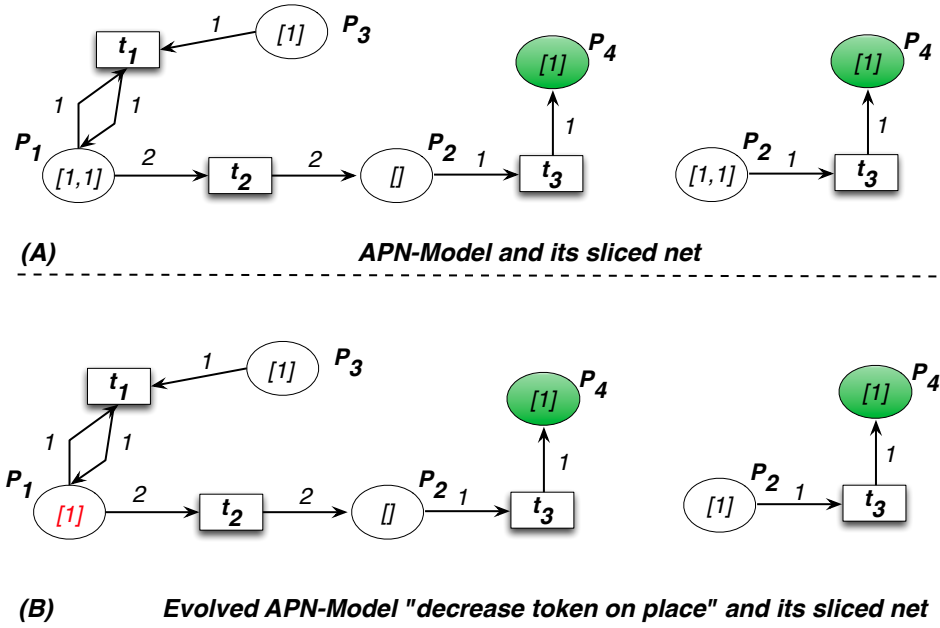 1
t1
[1]
P3
P4
[1]
P4
[1]
1
1
1
1
P1
[1,1]
2
t2
2
[]
P2
1
t3
P2
[1,1]
1
t3
(A) APN-Model and its sliced net
1
t1
[1]
P3
P4
[1]
P4
[1]
1
1
1
1
P1
[1]
2
t2
2
[]
P2
1
t3
P2
[1]
1
t3
(B) Evolved APN-Model "decrease token on place" and its sliced net